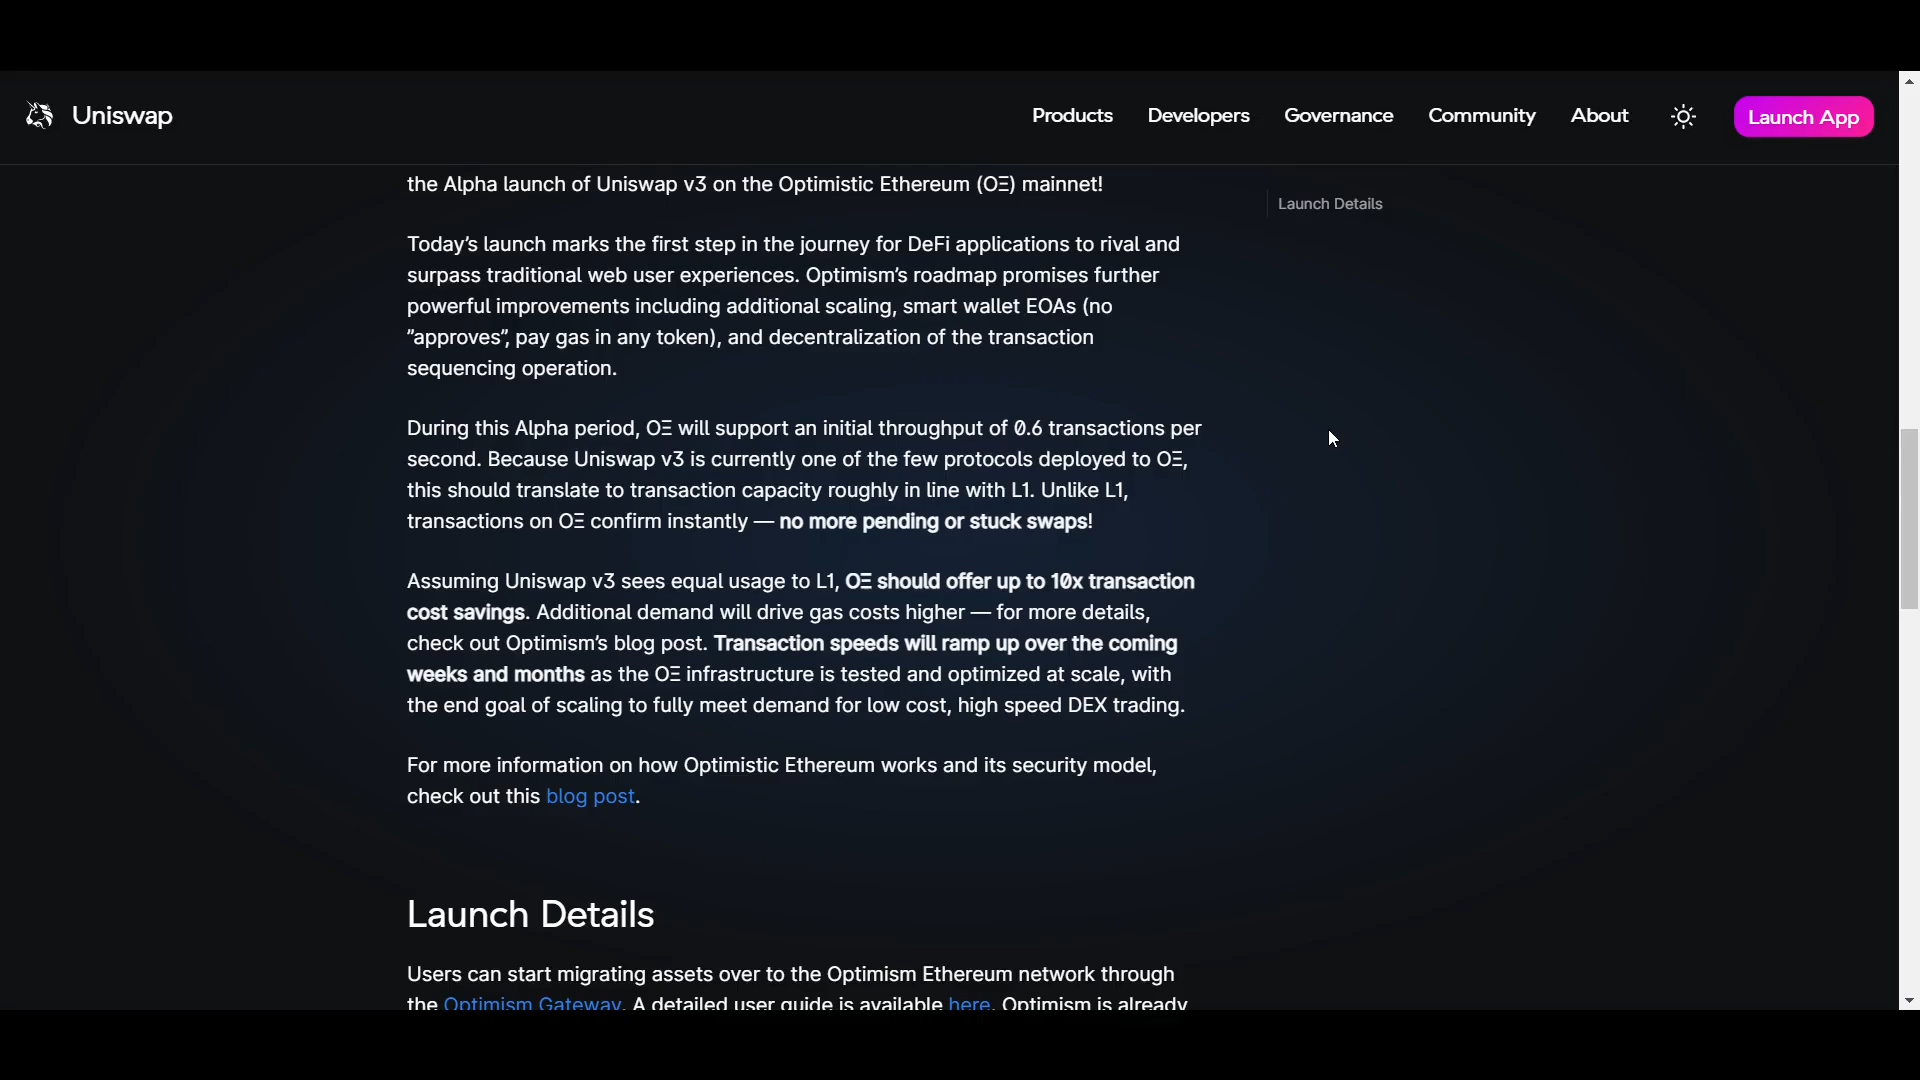 Uniswap
Products Developers Governance Community About Launch App
the Alpha launch of Uniswap v3 on the Optimistic Ethereum (OΞ) mainnet!
Launch Details
Today’s launch marks the first step in the journey for DeFi applications to rival and
surpass traditional web user experiences. Optimism’s roadmap promises further
powerful improvements including additional scaling, smart wallet EOAs (no
”approves”, pay gas in any token), and decentralization of the transaction
sequencing operation.
During this Alpha period, OΞ will support an initial throughput of 0.6 transactions per
second. Because Uniswap v3 is currently one of the few protocols deployed to OΞ,
this should translate to transaction capacity roughly in line with L1. Unlike L1,
transactions on OΞ confirm instantly — no more pending or stuck swaps!
Assuming Uniswap v3 sees equal usage to L1, OΞ should offer up to 10x transaction
cost savings. Additional demand will drive gas costs higher — for more details,
check out Optimism’s blog post. Transaction speeds will ramp up over the coming
weeks and months as the OΞ infrastructure is tested and optimized at scale, with
the end goal of scaling to fully meet demand for low cost, high speed DEX trading.
For more information on how Optimistic Ethereum works and its security model,
check out this blog post.
Launch Details
Users can start migrating assets over to the Optimism Ethereum network through
the Optimism Gateway. A detailed user guide is available here. Optimism is already